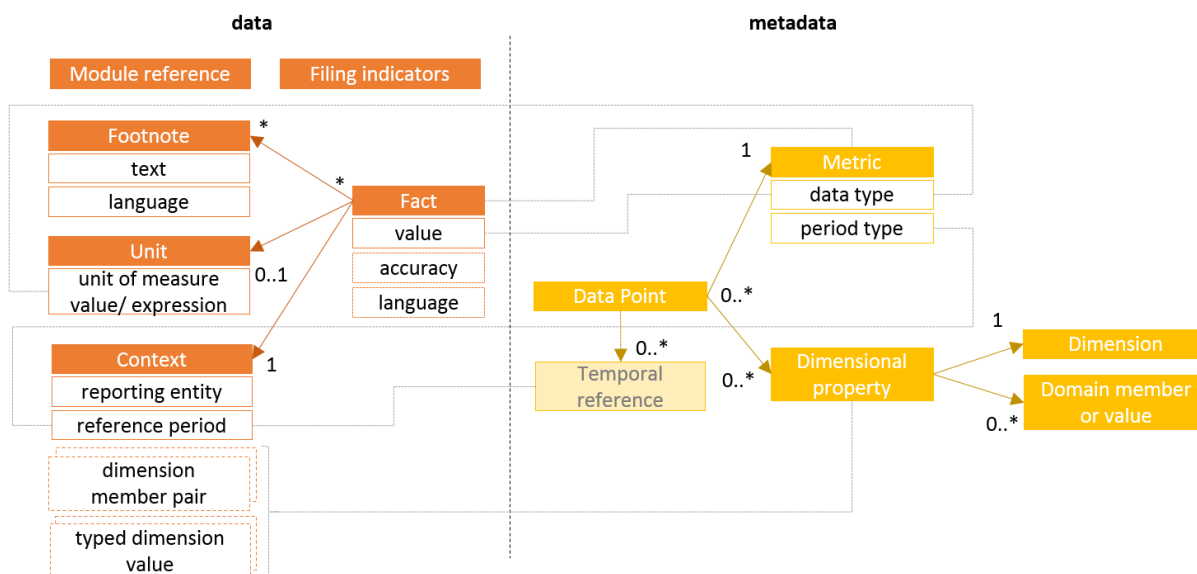 data
metadata
Module reference
Filing indicators
Footnote
*
text
language
*
Fact
value
accuracy
language
Unit
0..1
unit of measure
value/ expression
Context
1
reporting entity
reference period
dimension
member pair
typed dimension
value
1
Metric
data type
period type
Data Point
0..*
0..*
Temporal
reference
0..*
Dimensional
property
1
Dimension
Domain member
or value
0..*